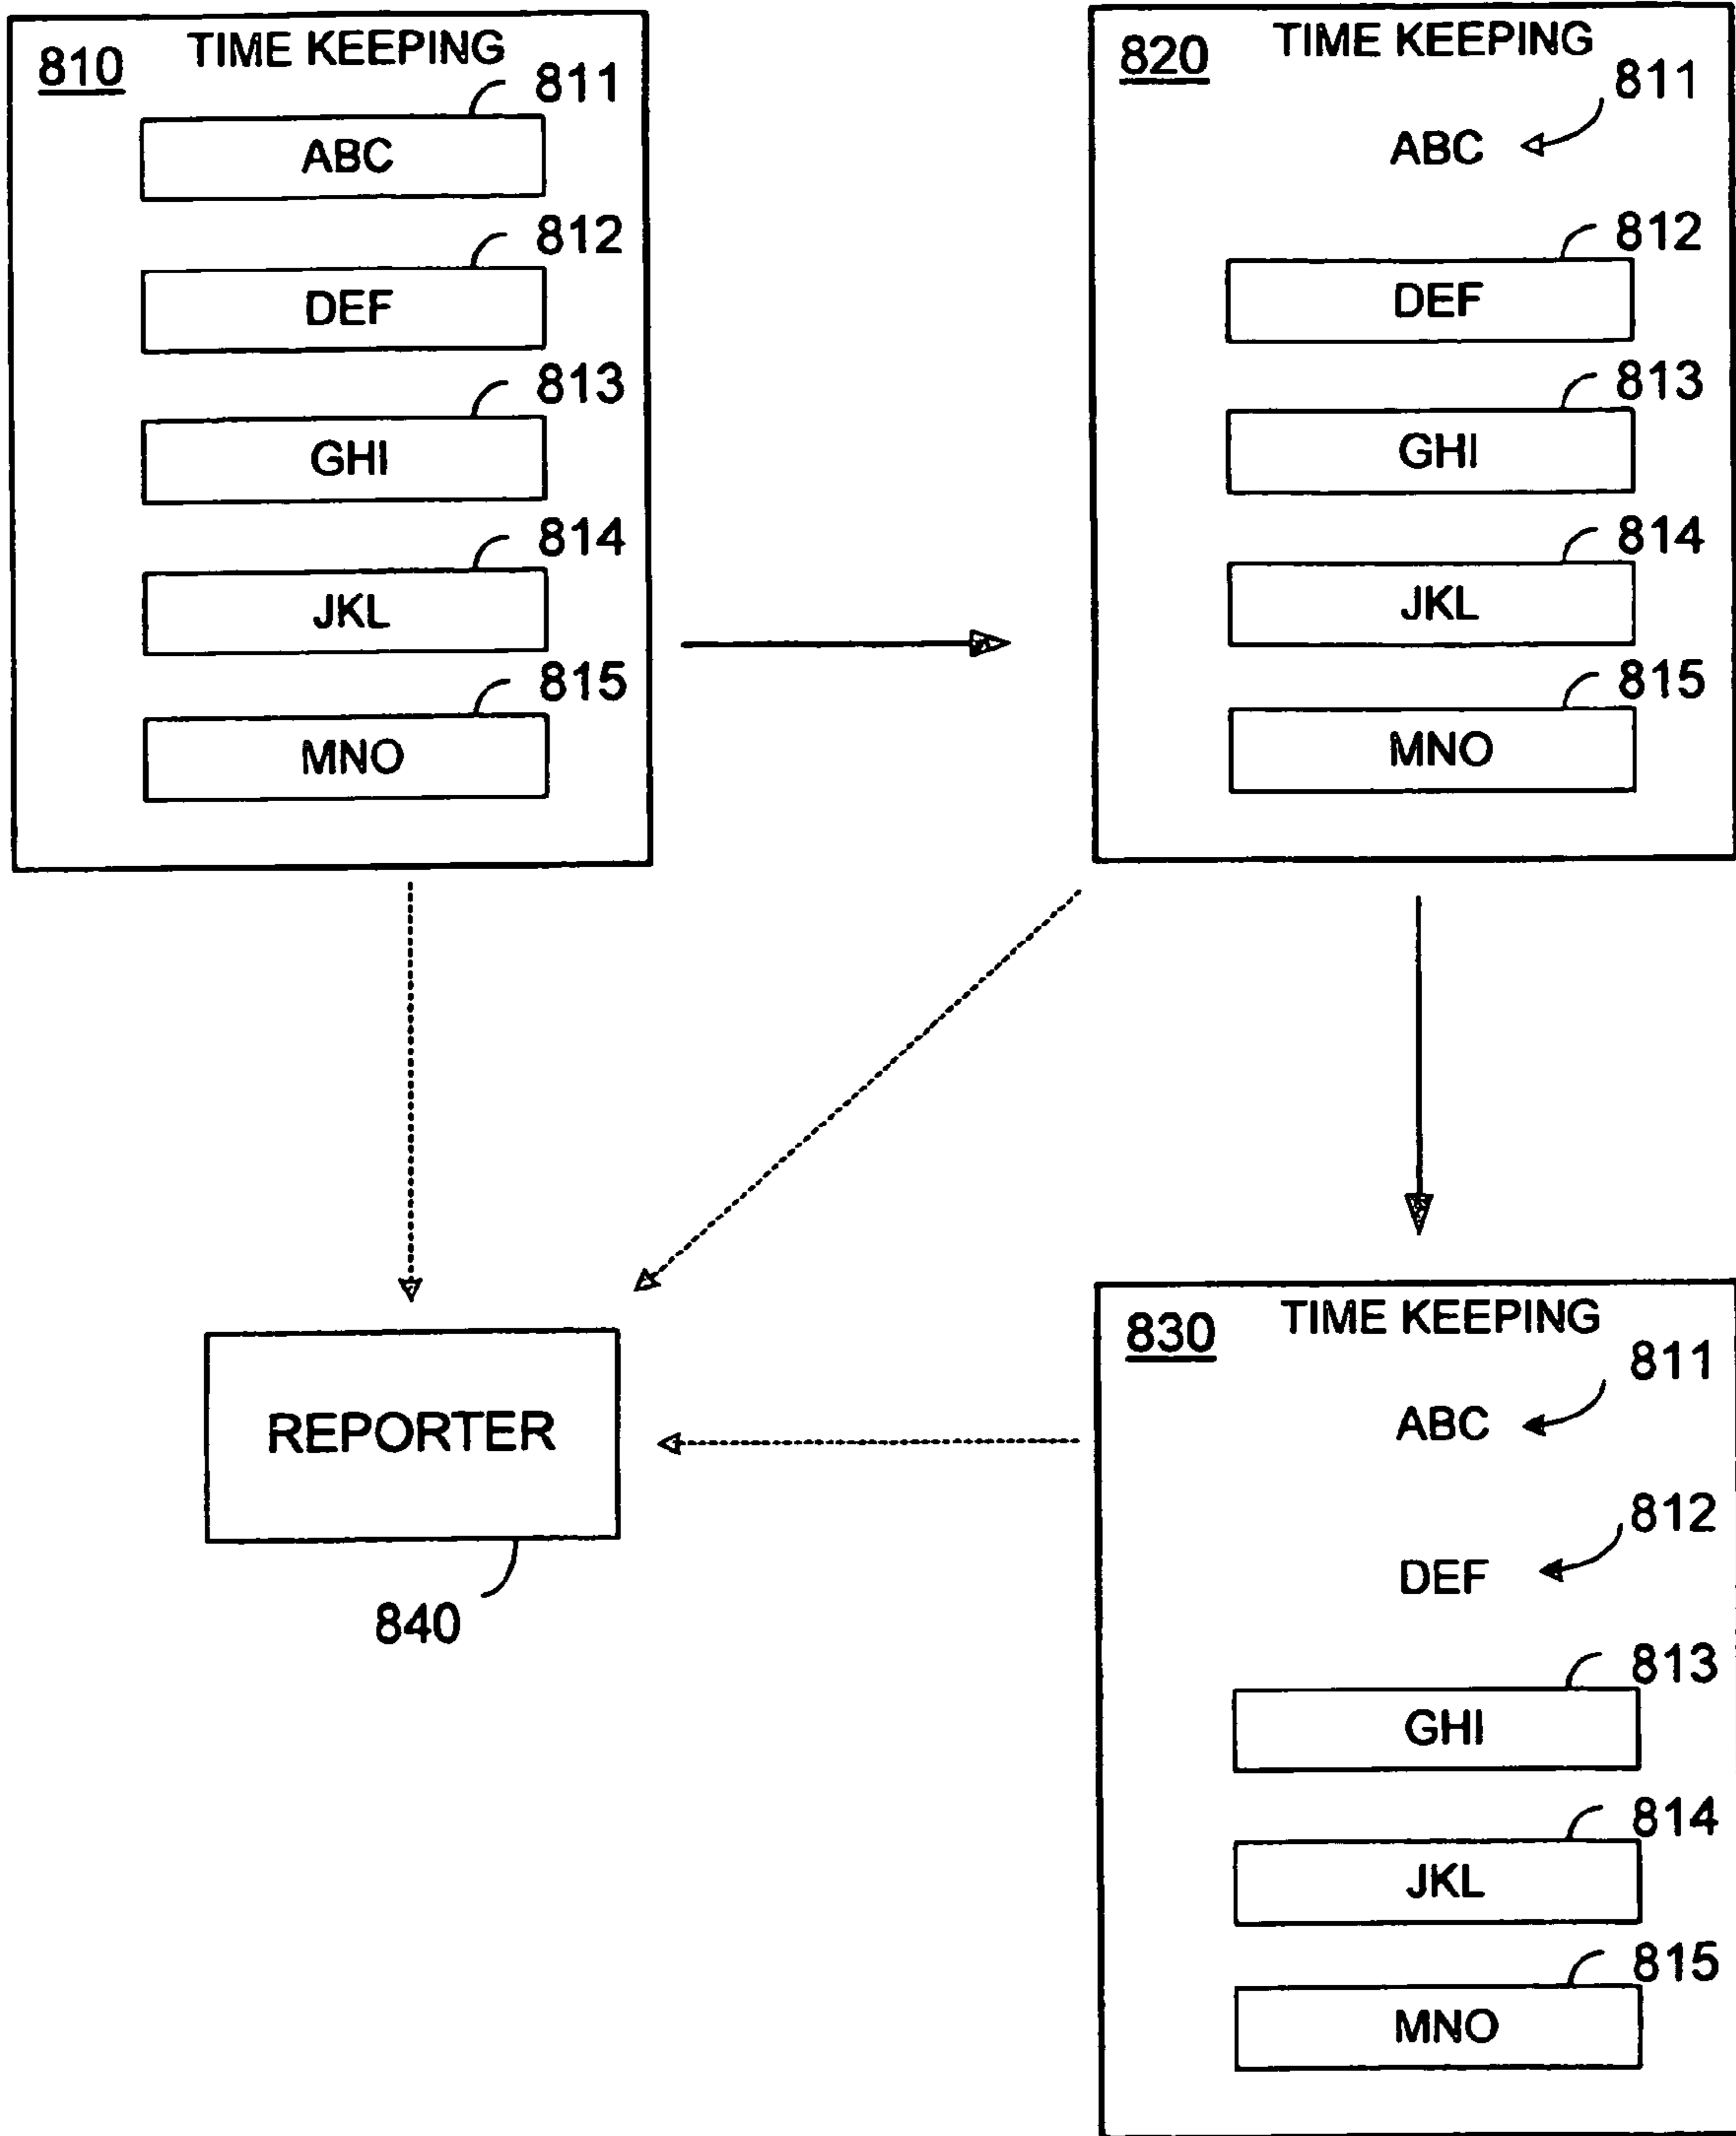 810 TIME KEEPING
811
ABC
812
DEF
813
GHI
814
JKL
815
MNO
820 TIME KEEPING
811
ABC
812
DEF
813
GHI
814
JKL
815
MNO
REPORTER
840
830 TIME KEEPING
811
ABC
812
DEF
813
GHI
814
JKL
815
MNO